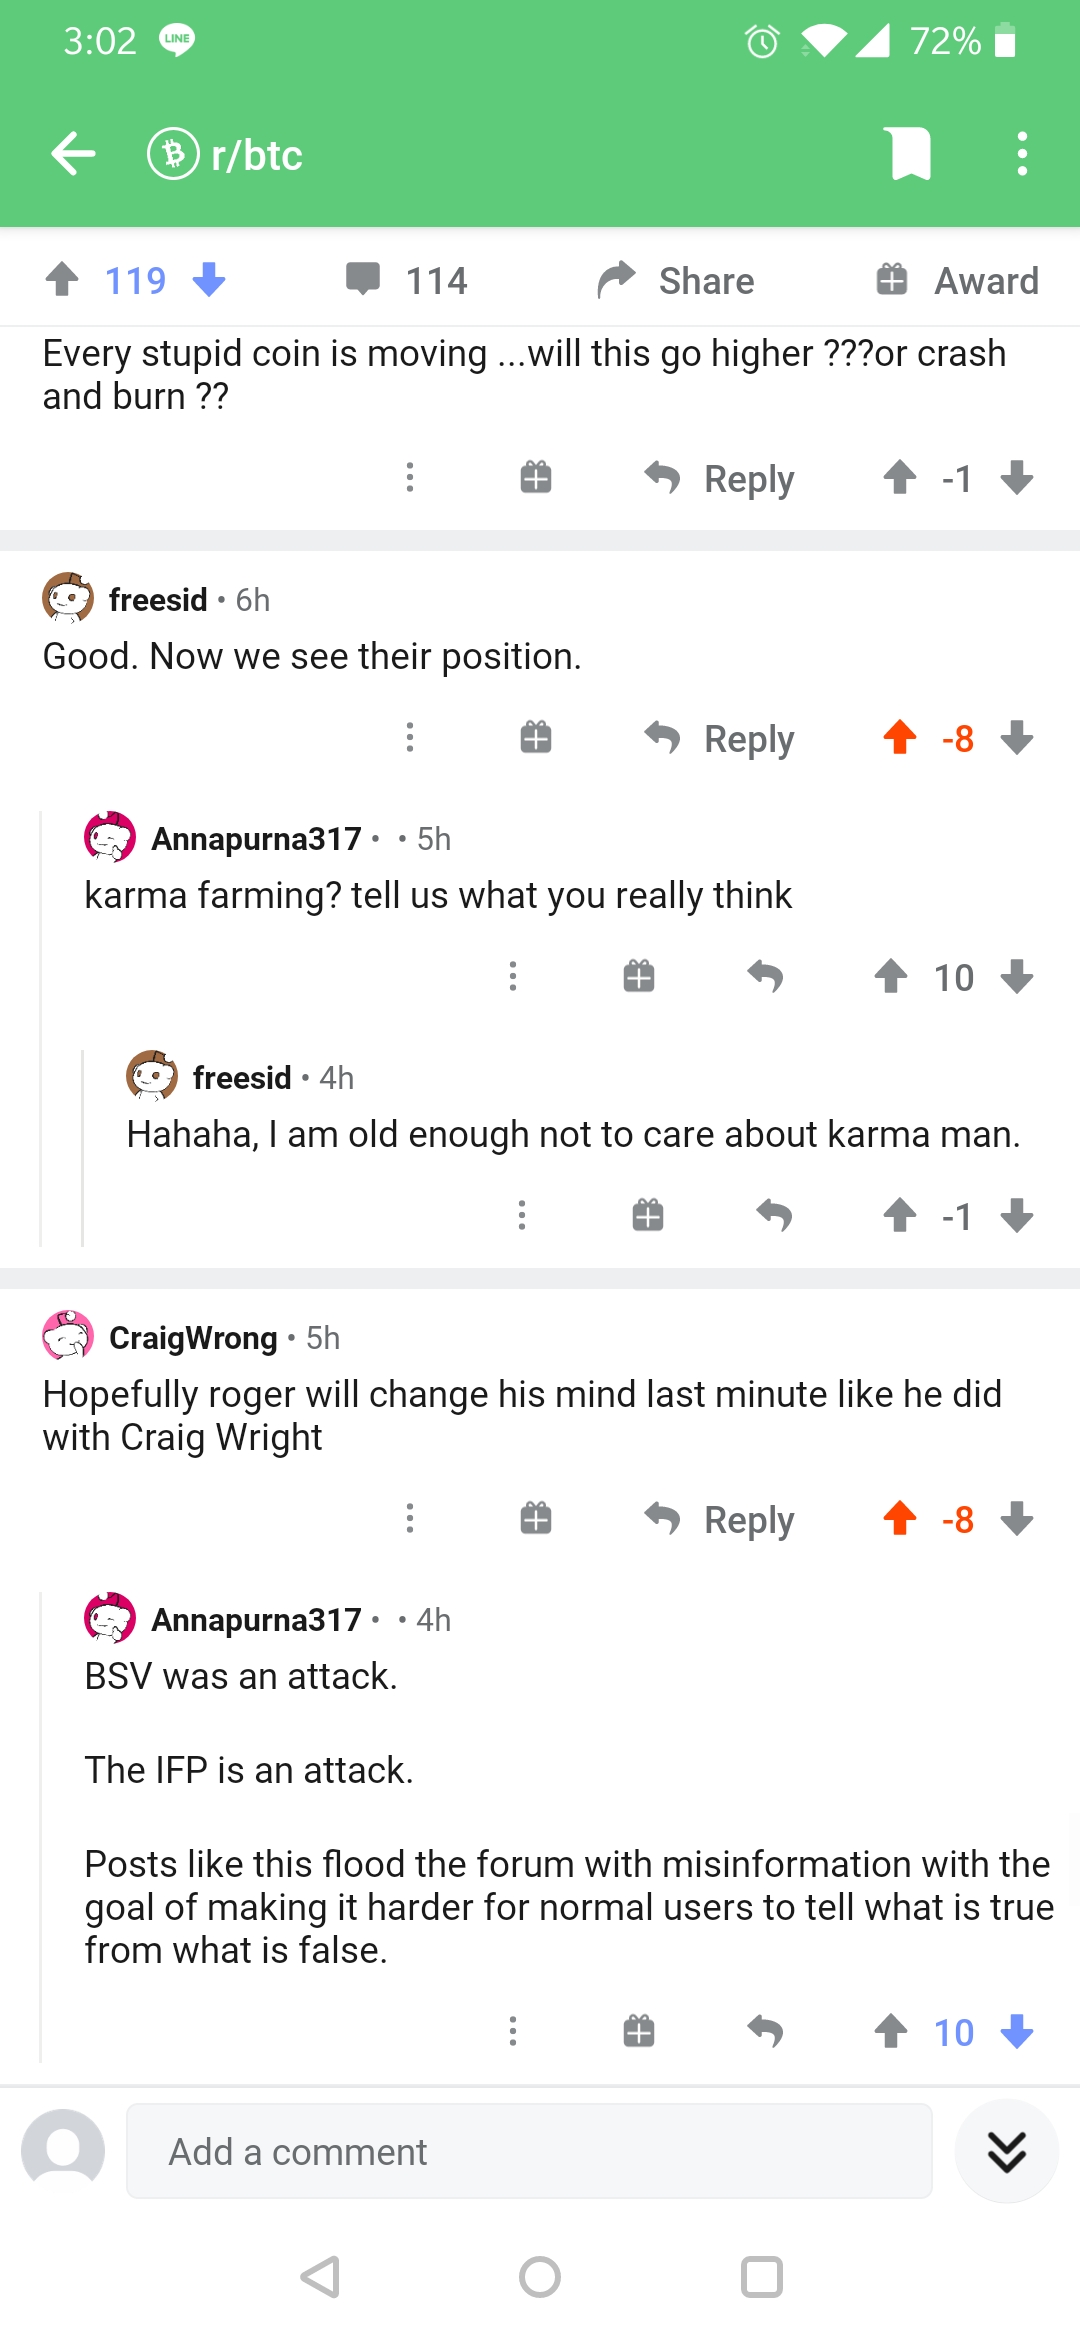 3:02 LINE 72%
r/btc
119 114 Share Award
Every stupid coin is moving ...will this go higher ???or crash
and burn ??
Reply -1
freesid • 6h
Good. Now we see their position.
Reply -8
Annapurna317 • • 5h
karma farming? tell us what you really think
10
freesid • 4h
Hahaha, I am old enough not to care about karma man.
-1
CraigWrong • 5h
Hopefully roger will change his mind last minute like he did
with Craig Wright
Reply -8
Annapurna317 • • 4h
BSV was an attack.
The IFP is an attack.
Posts like this flood the forum with misinformation with the
goal of making it harder for normal users to tell what is true
from what is false.
10
Add a comment